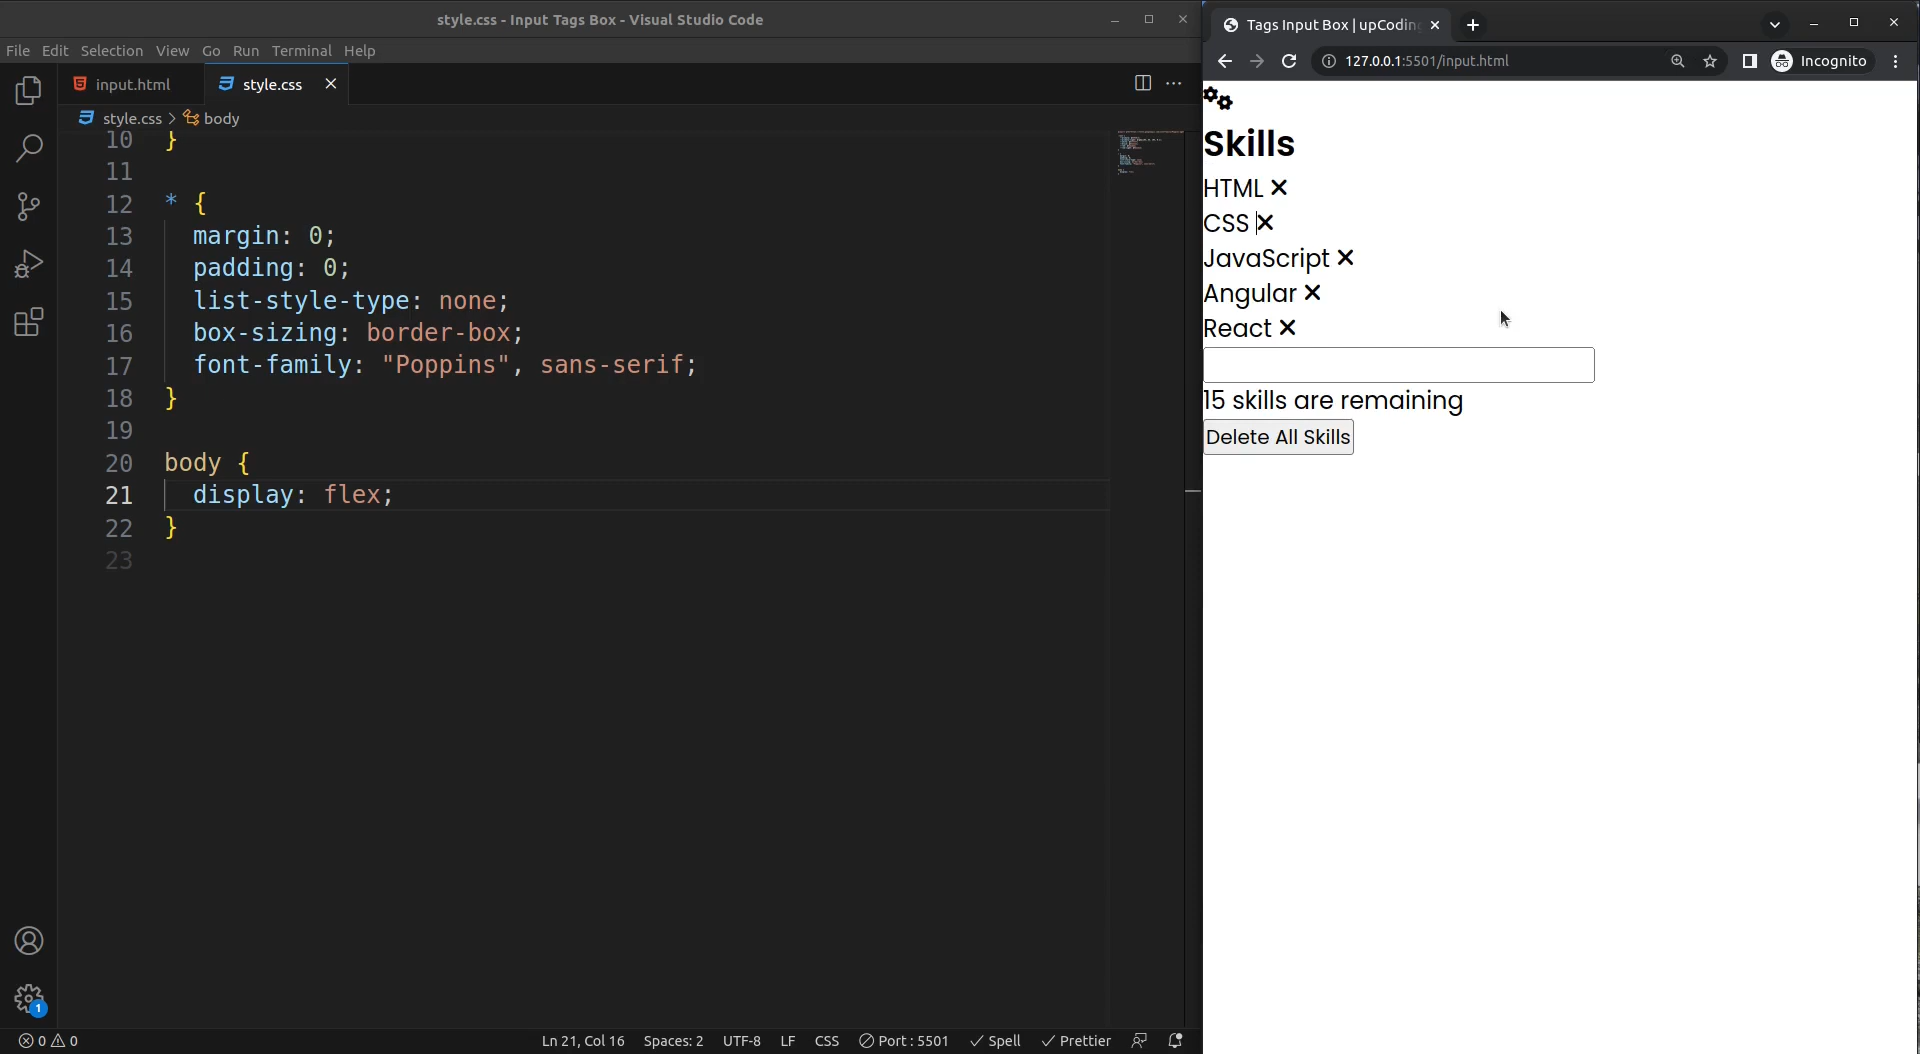 style.css - Input Tags Box - Visual Studio Code
File Edit Selection View Go Run Terminal Help
input.html
style.css
style.css > body
10 }
11
12 * {
13 margin: 0;
14 padding: 0;
15 list-style-type: none;
16 box-sizing: border-box;
17 font-family: "Poppins", sans-serif;
18 }
19
20 body {
21 display: flex;
22 }
23
1
0 0
Ln 21, Col 16 Spaces: 2 UTF-8 LF CSS Port : 5501 Spell Prettier
Tags Input Box | upCoding
127.0.0.1:5501/input.html
Incognito
Skills
HTML
CSS
JavaScript
Angular
React
15 skills are remaining
Delete All Skills